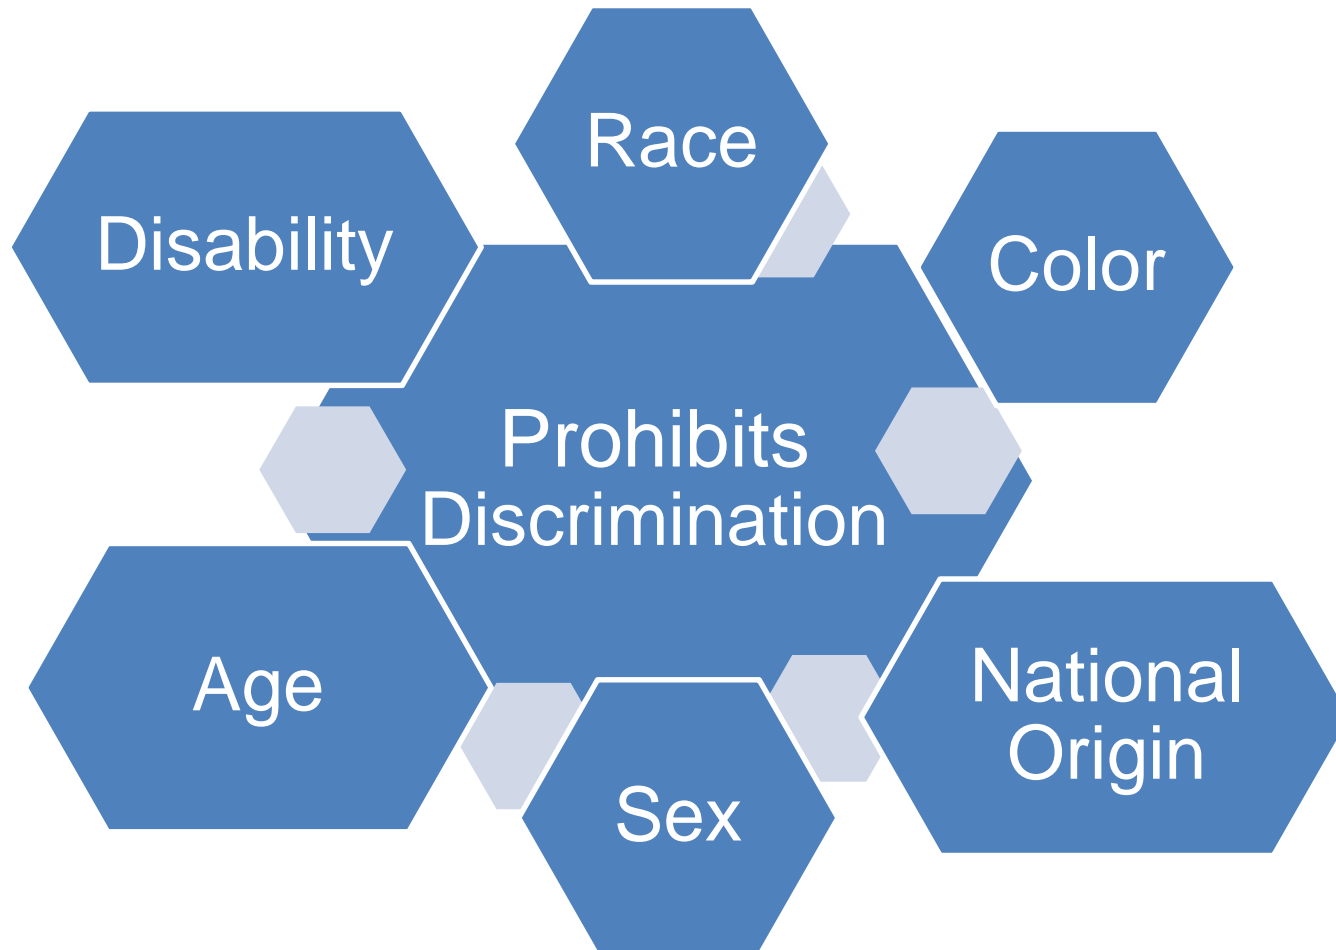 Race
Disability
Color
Prohibits
Discrimination
Age
National
Origin
Sex